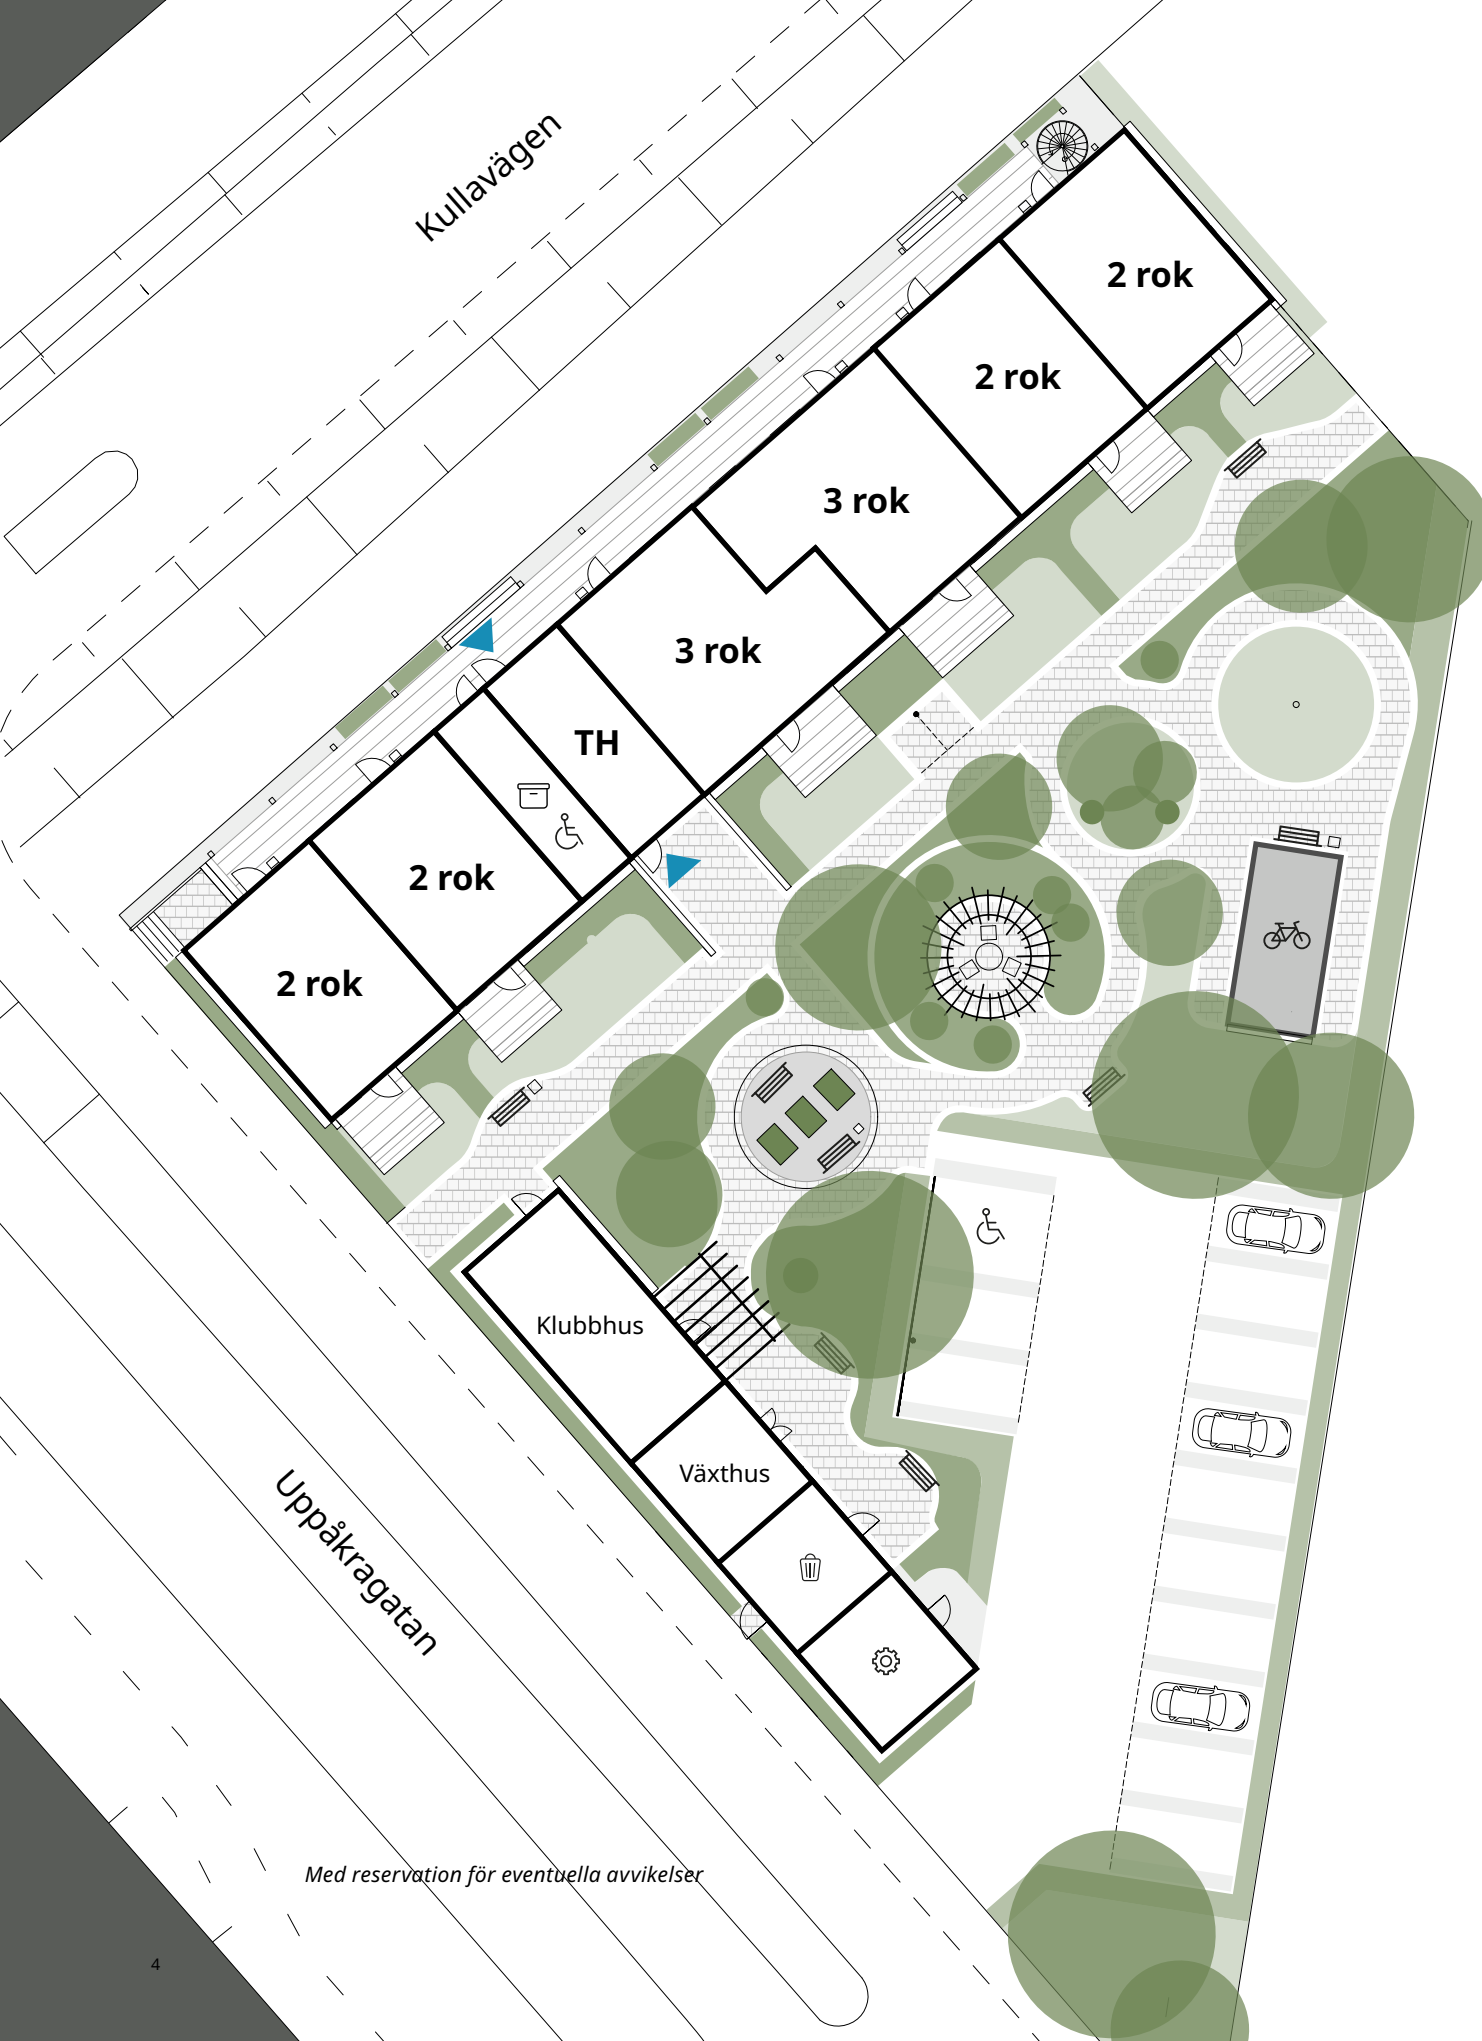 Kullavägen
2 rok
2 rok
3 rok
3 rok
TH
2 rok
2 rok
Klubbhus
Växthus
Uppåkragatan
Med reservation för eventuella avvikelser
4